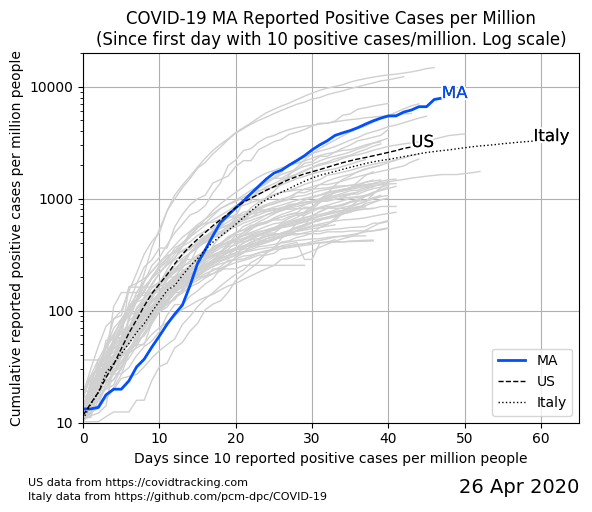 COVID-19 MA Reported Positive Cases per Million
(Since first day with 10 positive cases/million. Log scale)
Cumulative reported positive cases per million people
10000
1000
100
10
MA
US
Italy
MA
US
Italy
0 10 20 30 40 50 60
Days since 10 reported positive cases per million people
US data from https://covidtracking.com
Italy data from https://github.com/pcm-dpc/COVID-19
26 Apr 2020